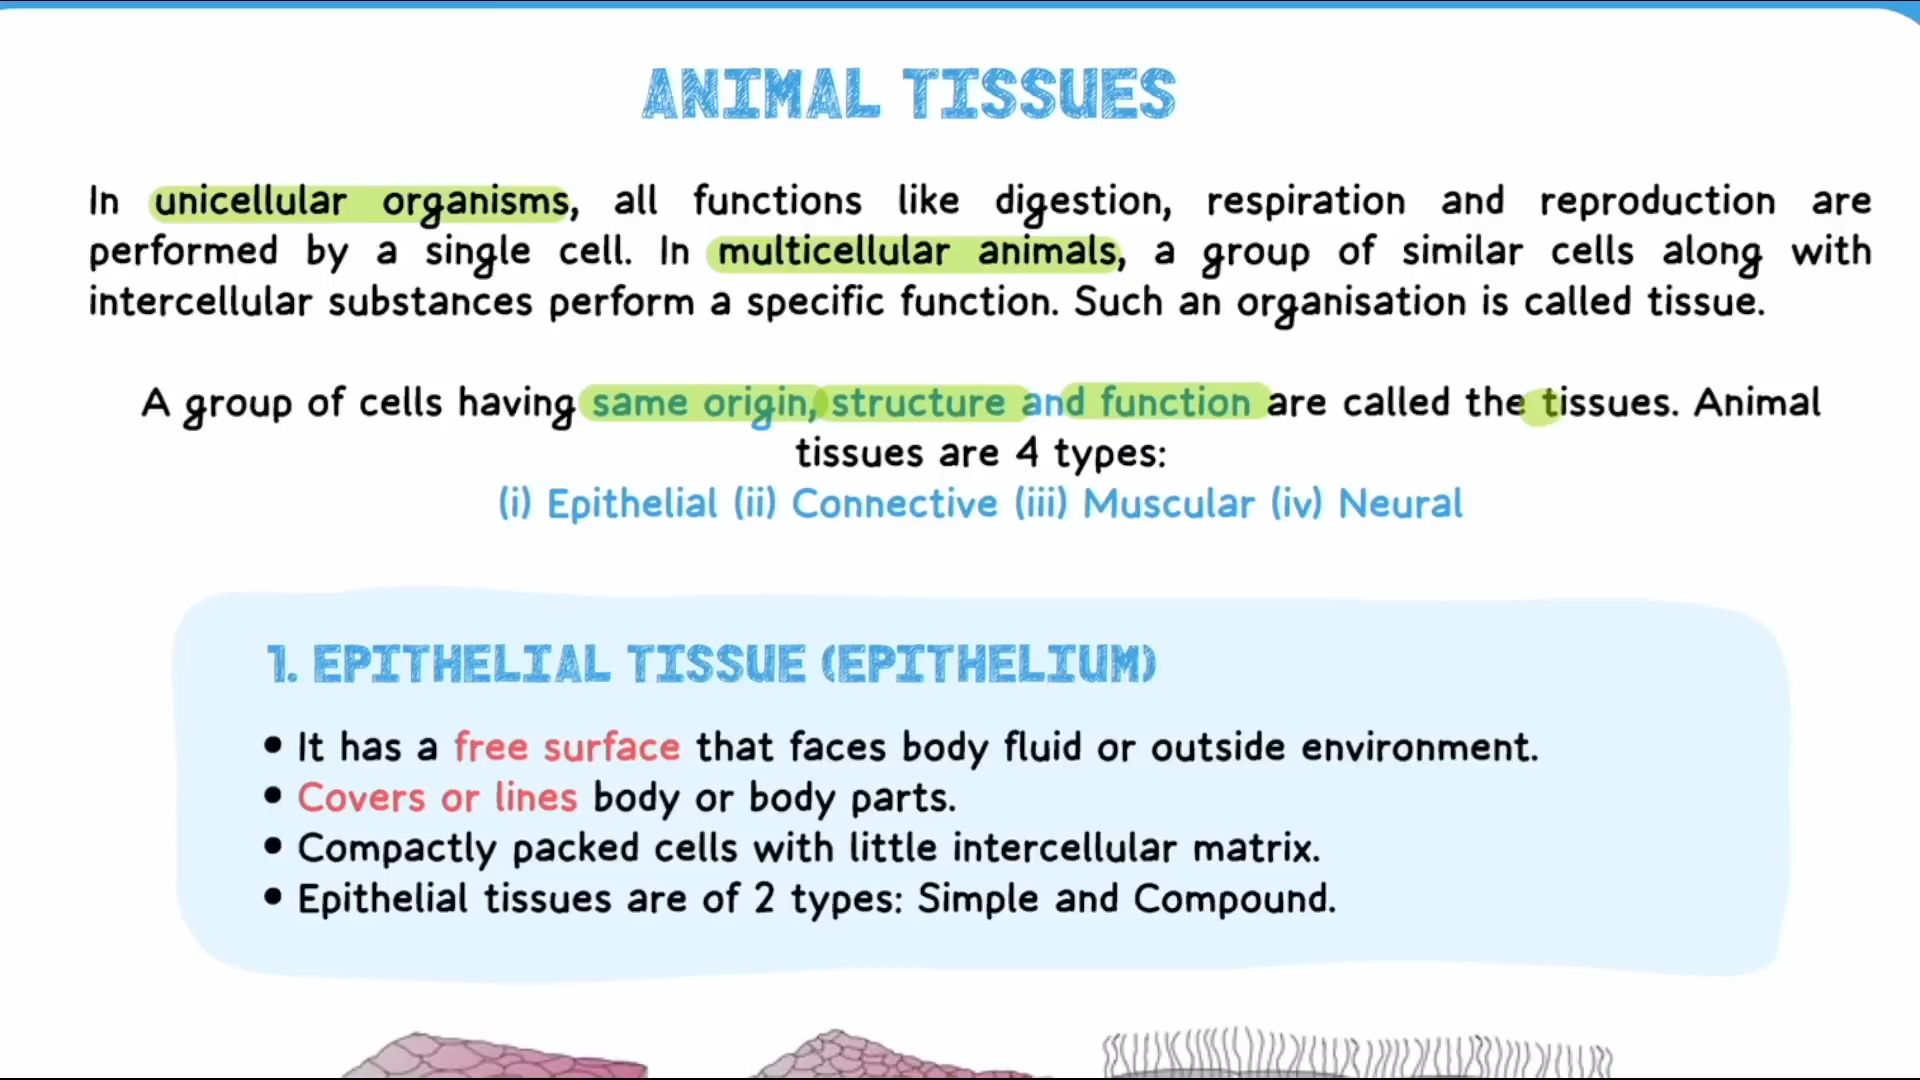 ANIMAL TISSUES
In unicellular organisms, all functions like digestion, respiration and reproduction are
performed by a single cell. In multicellular animals, a group of similar cells along with
intercellular substances perform a specific function. Such an organisation is called tissue.
A group of cells having same origin, structure and function are called the tissues. Animal
tissues are 4 types:
(i) Epithelial (ii) Connective (iii) Muscular (iv) Neural
1. EPITHELIAL TISSUE (EPITHELIUM)
• It has a free surface that faces body fluid or outside environment.
• Covers or lines body or body parts.
• Compactly packed cells with little intercellular matrix.
• Epithelial tissues are of 2 types: Simple and Compound.